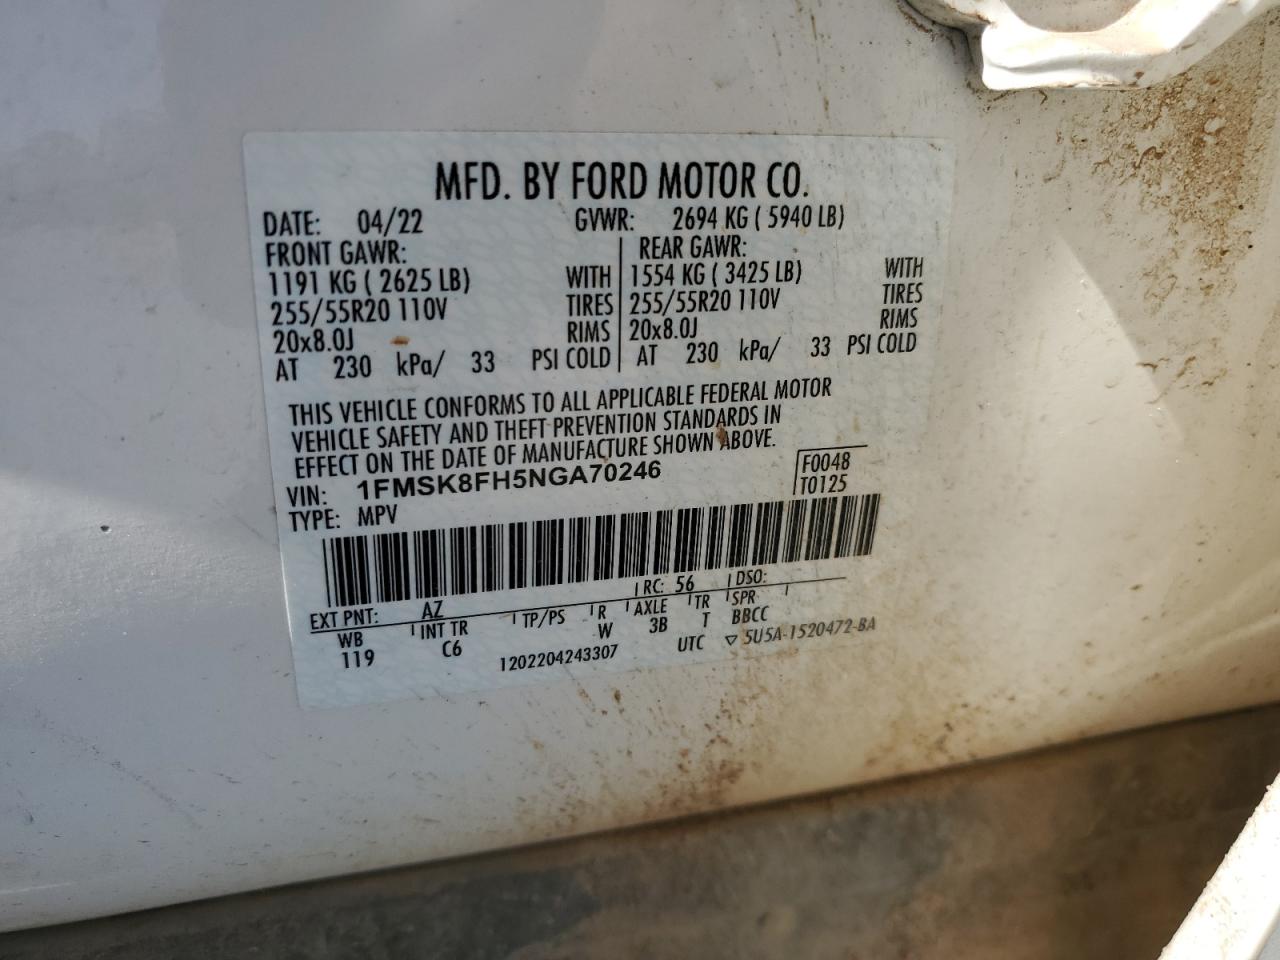 MFD. BY FORD MOTOR CO.
DATE: 04/22 GVWR: 2694 KG ( 5940 LB)
FRONT GAWR: REAR GAWR:
1191 KG ( 2625 LB) WITH 1554 KG ( 3425 LB) WITH
255/55R20 110V TIRES 255/55R20 110V TIRES
20x8.0J RIMS 20x8.0J RIMS
AT 230 kPa/ 33 PSI COLD AT 230 kPa/ 33 PSI COLD
THIS VEHICLE CONFORMS TO ALL APPLICABLE FEDERAL MOTOR
VEHICLE SAFETY AND THEFT PREVENTION STANDARDS IN
EFFECT ON THE DATE OF MANUFACTURE SHOWN ABOVE.
VIN: 1FMSK8FH5NGA70246 F0048
TYPE: MPV T0125
EXT PNT: AZ RC: 56 DSO:
WB INT TR TP/PS R AXLE TR SPR
119 C6 W 3B T BBCC
1202204243307 UTC ▽ 5U5A-1520472-BA